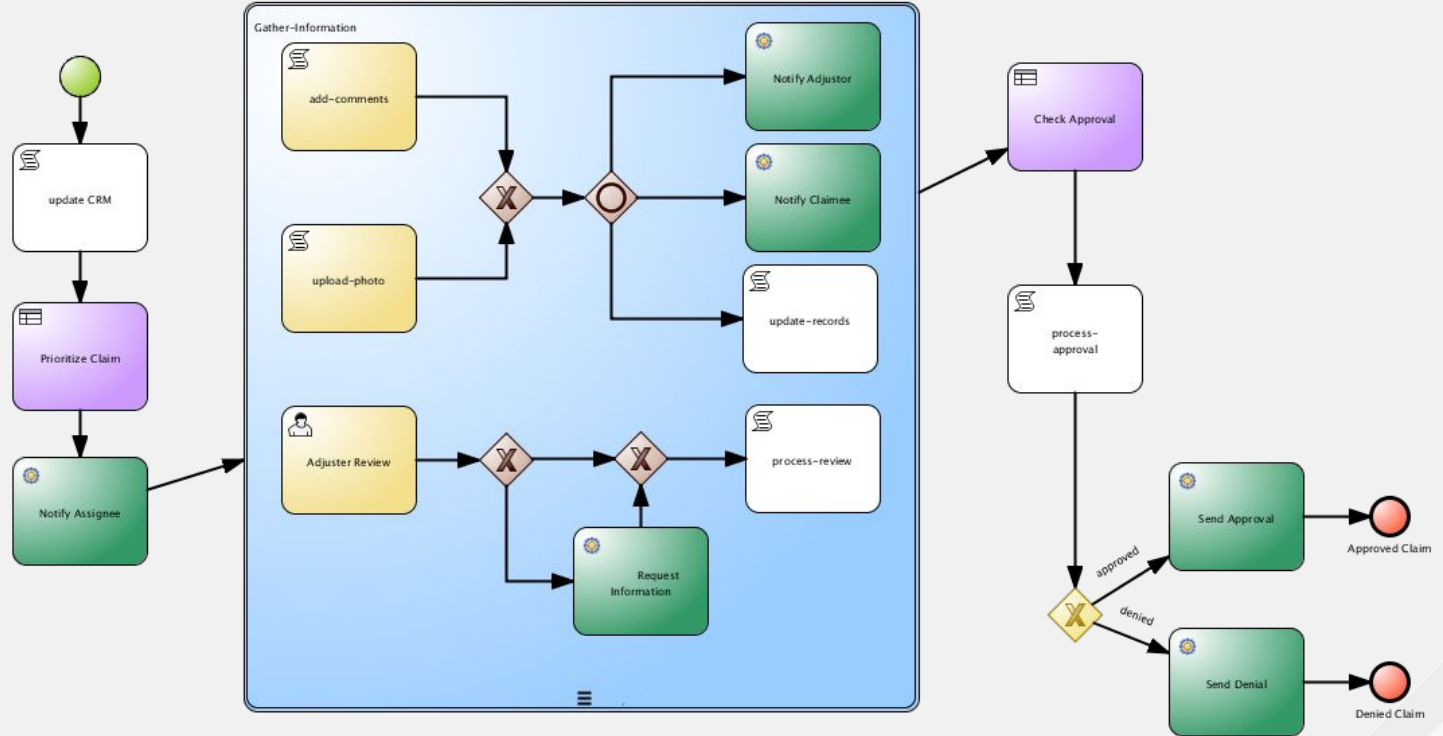 Gather-Information
update CRM
Prioritize Claim
Notify Assignee
add-comments
upload-photo
Notify Adjustor
Notify Claimee
update-records
Adjuster Review
process-review
Request
Information
Check Approval
process-
approval
approved
denied
Send Approval
Approved Claim
Send Denial
Denied Claim